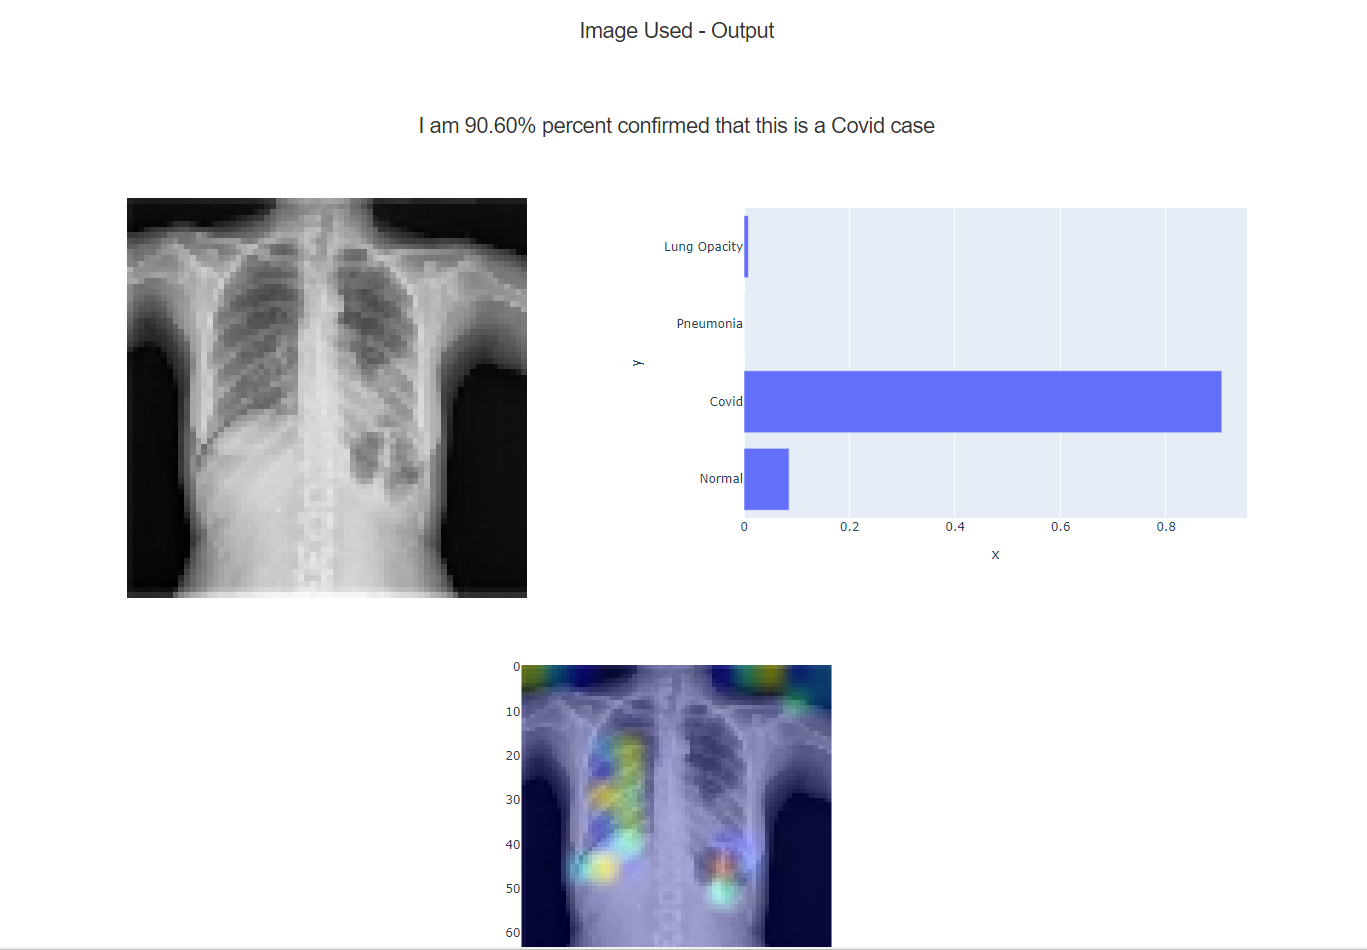 Image Used - Output
I am 90.60% percent confirmed that this is a Covid case
Lung Opacity
Pneumonia
Covid
Normal
y
0
0.2
0.4
0.6
0.8
x
0
10
20
30
40
50
60